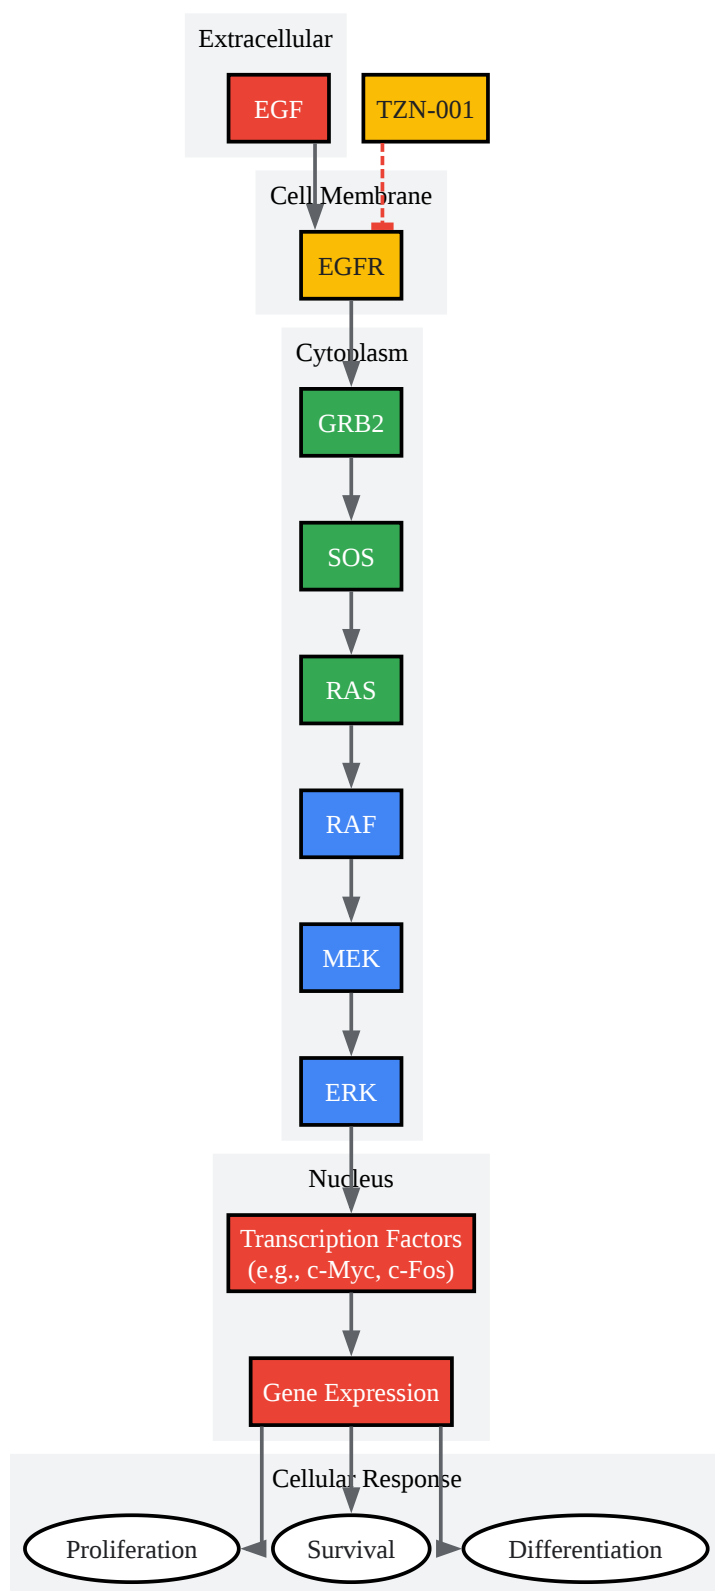 Extracellular
EGF
TZN-001
Cell Membrane
EGFR
Cytoplasm
GRB2
SOS
RAS
RAF
MEK
ERK
Nucleus
Transcription Factors
(e.g., c-Myc, c-Fos)
Gene Expression
Cellular Response
Proliferation
Survival
Differentiation